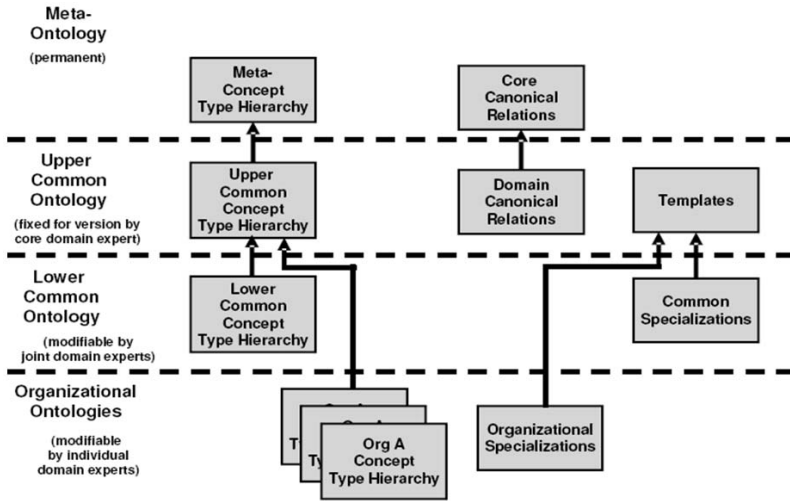 Meta-
Ontology
(permanent)
Meta-
Concept
Type Hierarchy
Core
Canonical
Relations
Upper
Common
Ontology
(fixed for version by
core domain expert)
Upper
Common
Concept
Type Hierarchy
Domain
Canonical
Relations
Templates
Lower
Common
Ontology
(modifiable by
joint domain experts)
Lower
Common
Concept
Type Hierarchy
Common
Specializations
Organizational
Ontologies
(modifiable
by individual
domain experts)
Org A
Concept
Type Hierarchy
Organizational
Specializations